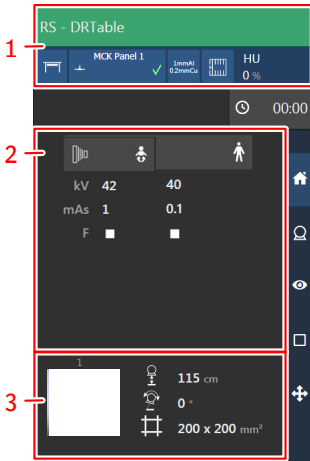 1
RS - DRTable
MCK Panel 1
1mmAl
0.2mmCu
HU
0 %
00:00
2
kV 42 40
mAs 1 0.1
F
3
1
115 cm
0 °
200 x 200 mm²